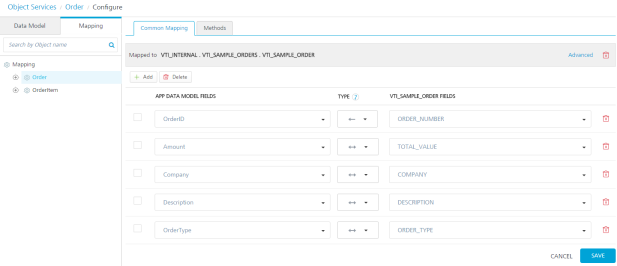 Object Services / Order / Configure
Data Model
Mapping
Search by Object name
Mapping
Order
OrderItem
Common Mapping
Methods
Mapped to VTI_INTERNAL . VTI_SAMPLE_ORDERS . VTI_SAMPLE_ORDER
Advanced
+ Add
Delete
APP DATA MODEL FIELDS
TYPE ?
VTI_SAMPLE_ORDER FIELDS
OrderID
ORDER_NUMBER
Amount
TOTAL_VALUE
Company
COMPANY
Description
DESCRIPTION
OrderType
ORDER_TYPE
CANCEL
SAVE